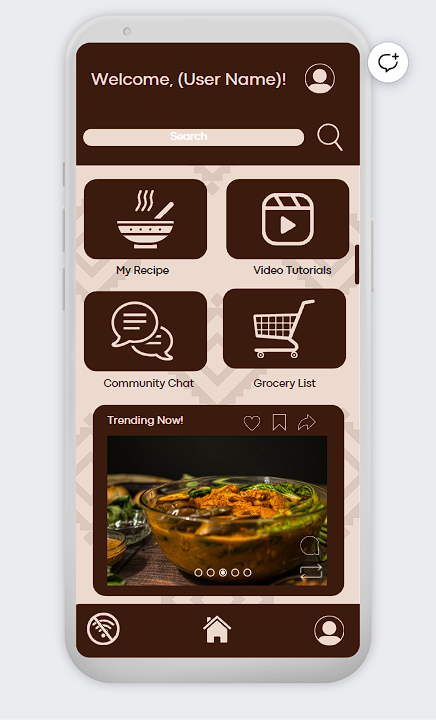 Welcome, (User Name)!
Search
My Recipe
Video Tutorials
Community Chat
Grocery List
Trending Now!